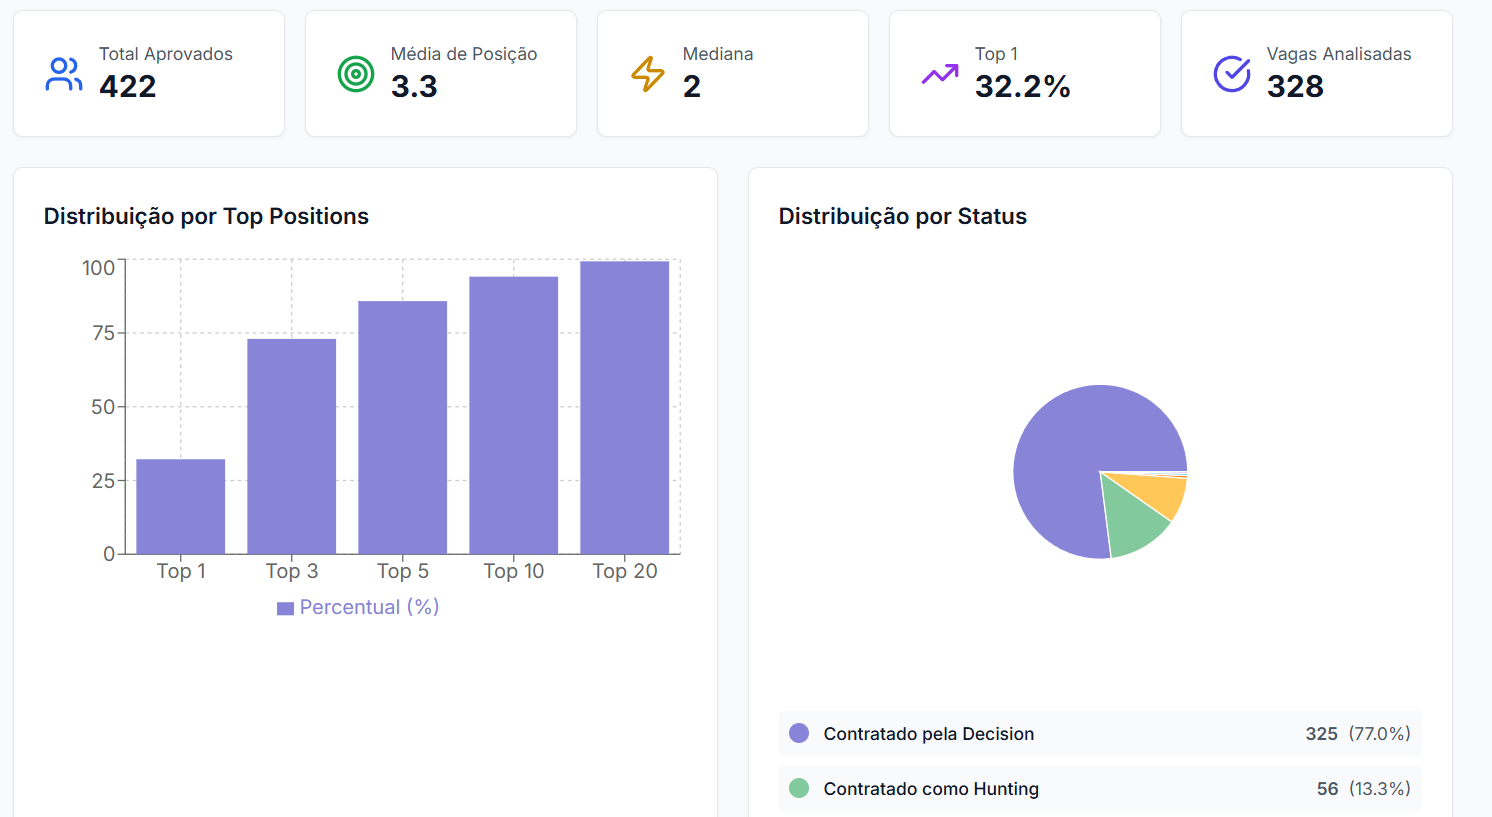 Total Aprovados
422
Média de Posição
3.3
Mediana
2
Top 1
32.2%
Vagas Analisadas
328
Distribuição por Top Positions
100
75
50
25
0
Top 1 Top 3 Top 5 Top 10 Top 20
Percentual (%)
Distribuição por Status
Contratado pela Decision 325 (77.0%)
Contratado como Hunting 56 (13.3%)